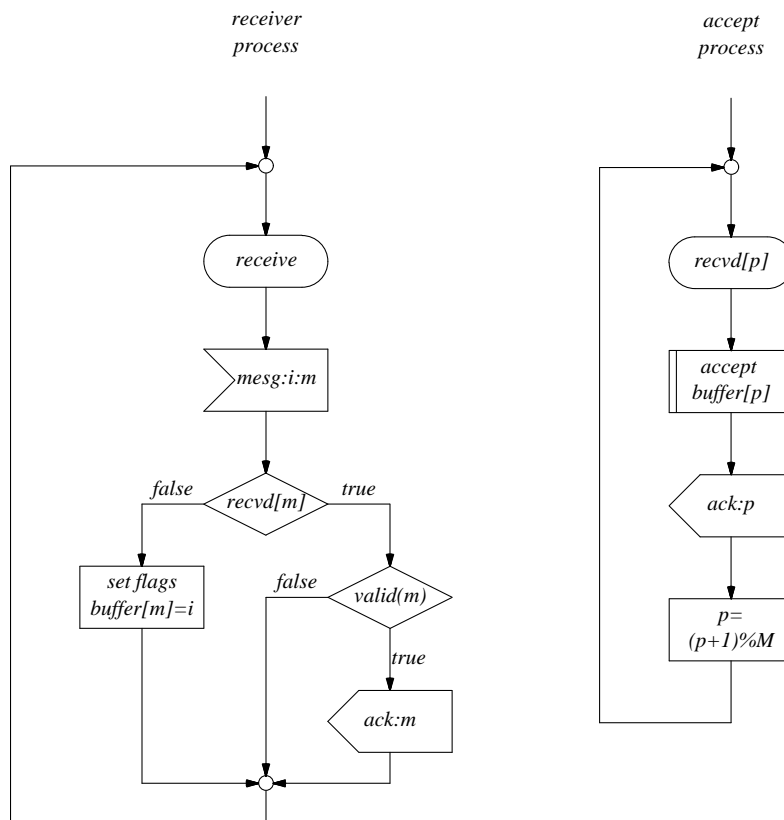 receiver
process
receive
mesg:i:m
false
recvd[m]
true
set flags
buffer[m]=i
false
valid(m)
true
ack:m
accept
process
recvd[p]
accept
buffer[p]
ack:p
p=
(p+1)%M